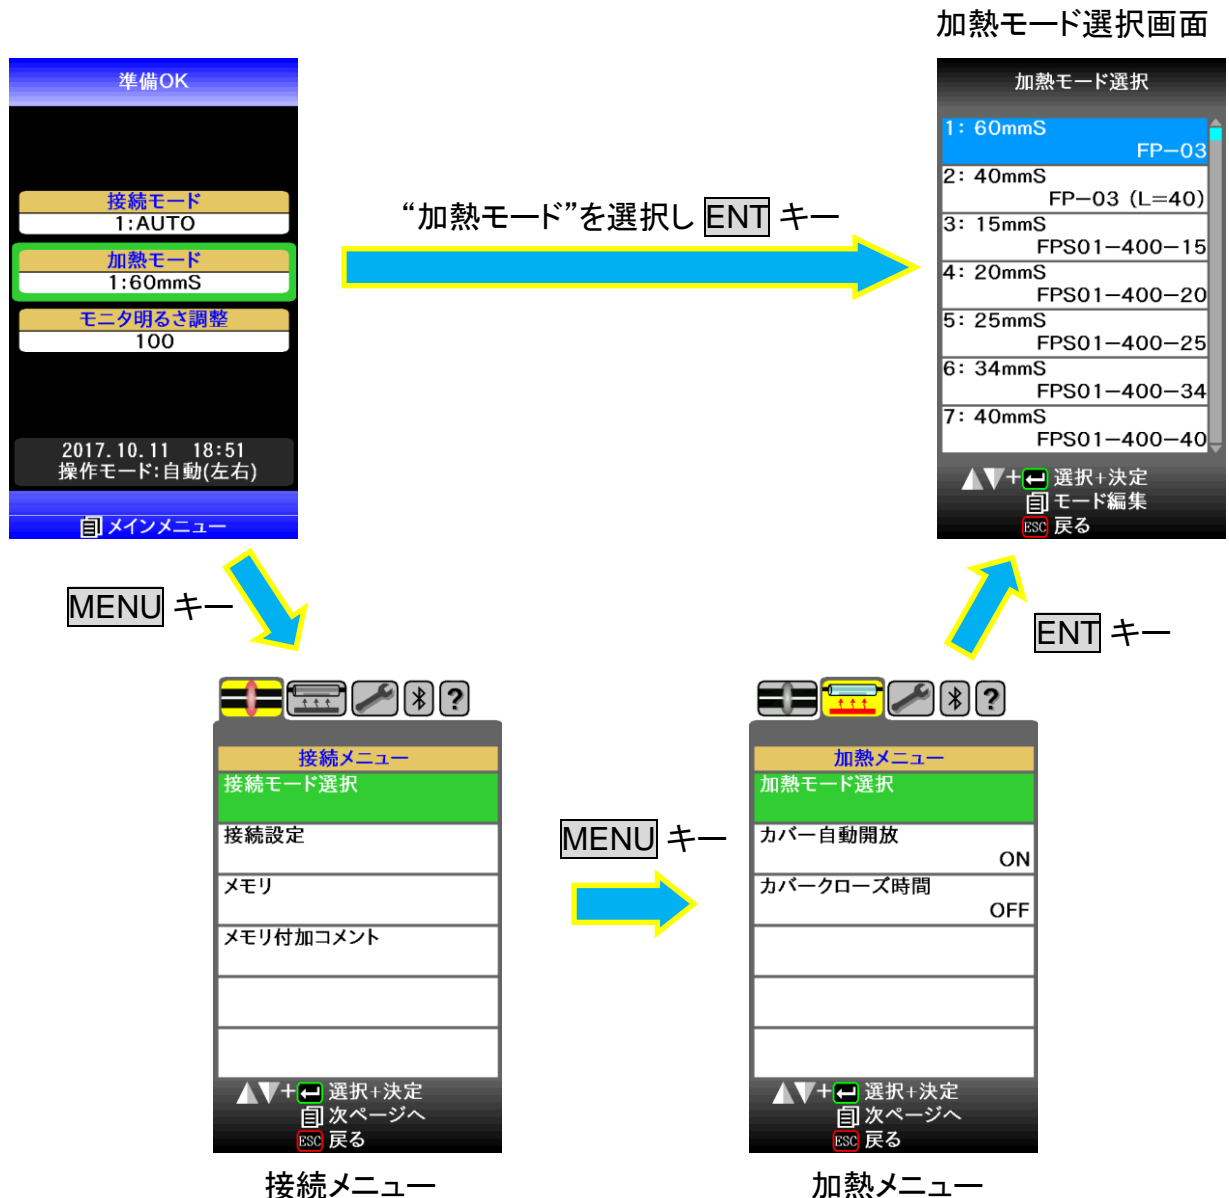 加熱モード選択画面
準備OK
接続モード
1:AUTO
加熱モード
1:60mmS
モニタ明るさ調整
100
2017.10.11 18:51
操作モード:自動(左右)
メインメニュー
“加熱モード”を選択し ENT キー
加熱モード選択
1: 60mmS
FP−03
2: 40mmS
FP−03 (L=40)
3: 15mmS
FPS01−400−15
4: 20mmS
FPS01−400−20
5: 25mmS
FPS01−400−25
6: 34mmS
FPS01−400−34
7: 40mmS
FPS01−400−40
+ 選択+決定
モード編集
ESC 戻る
MENU キー
ENT キー
?
接続メニュー
接続モード選択
接続設定
メモリ
メモリ付加コメント
+ 選択+決定
次ページへ
ESC 戻る
接続メニュー
MENU キー
?
加熱メニュー
加熱モード選択
カバー自動開放
ON
カバークローズ時間
OFF
+ 選択+決定
次ページへ
ESC 戻る
加熱メニュー